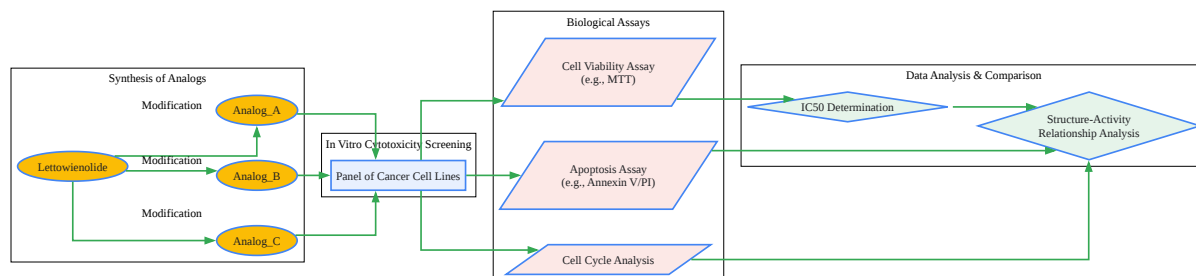 Synthesis of Analogs
Modification
Analog_A
Lettowienolide
Modification
Analog_B
Modification
Analog_C
In Vitro Cytotoxicity Screening
Panel of Cancer Cell Lines
Biological Assays
Cell Viability Assay
(e.g., MTT)
Apoptosis Assay
(e.g., Annexin V/PI)
Cell Cycle Analysis
Data Analysis & Comparison
IC50 Determination
Structure-Activity
Relationship Analysis